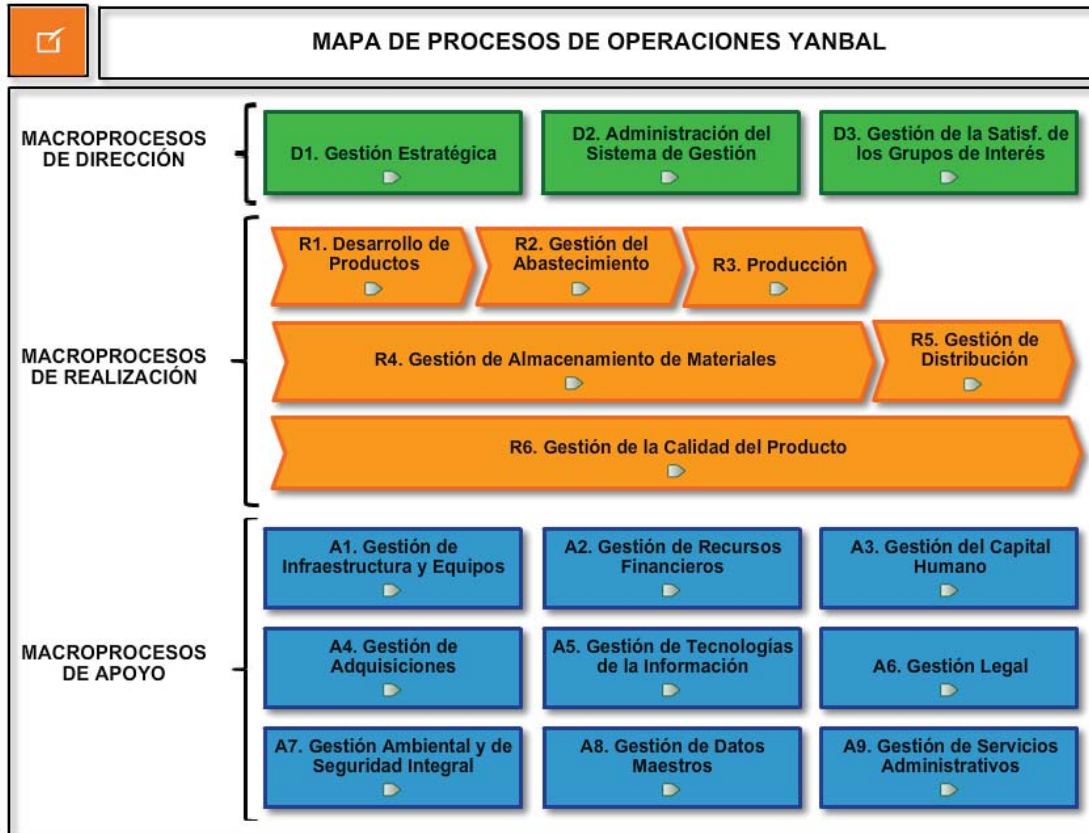 MAPA DE PROCESOS DE OPERACIONES YANBAL
MACROPROCESOS
DE DIRECCIÓN
D1. Gestión Estratégica
D2. Administración del
Sistema de Gestión
D3. Gestión de la Satisf. de
los Grupos de Interés
MACROPROCESOS
DE REALIZACIÓN
R1. Desarrollo de
Productos
R2. Gestión del
Abastecimiento
R3. Producción
R4. Gestión de Almacenamiento de Materiales
R5. Gestión de
Distribución
R6. Gestión de la Calidad del Producto
MACROPROCESOS
DE APOYO
A1. Gestión de
Infraestructura y Equipos
A2. Gestión de Recursos
Financieros
A3. Gestión del Capital
Humano
A4. Gestión de
Adquisiciones
A5. Gestión de Tecnologías
de la Información
A6. Gestión Legal
A7. Gestión Ambiental y de
Seguridad Integral
A8. Gestión de Datos
Maestros
A9. Gestión de Servicios
Administrativos